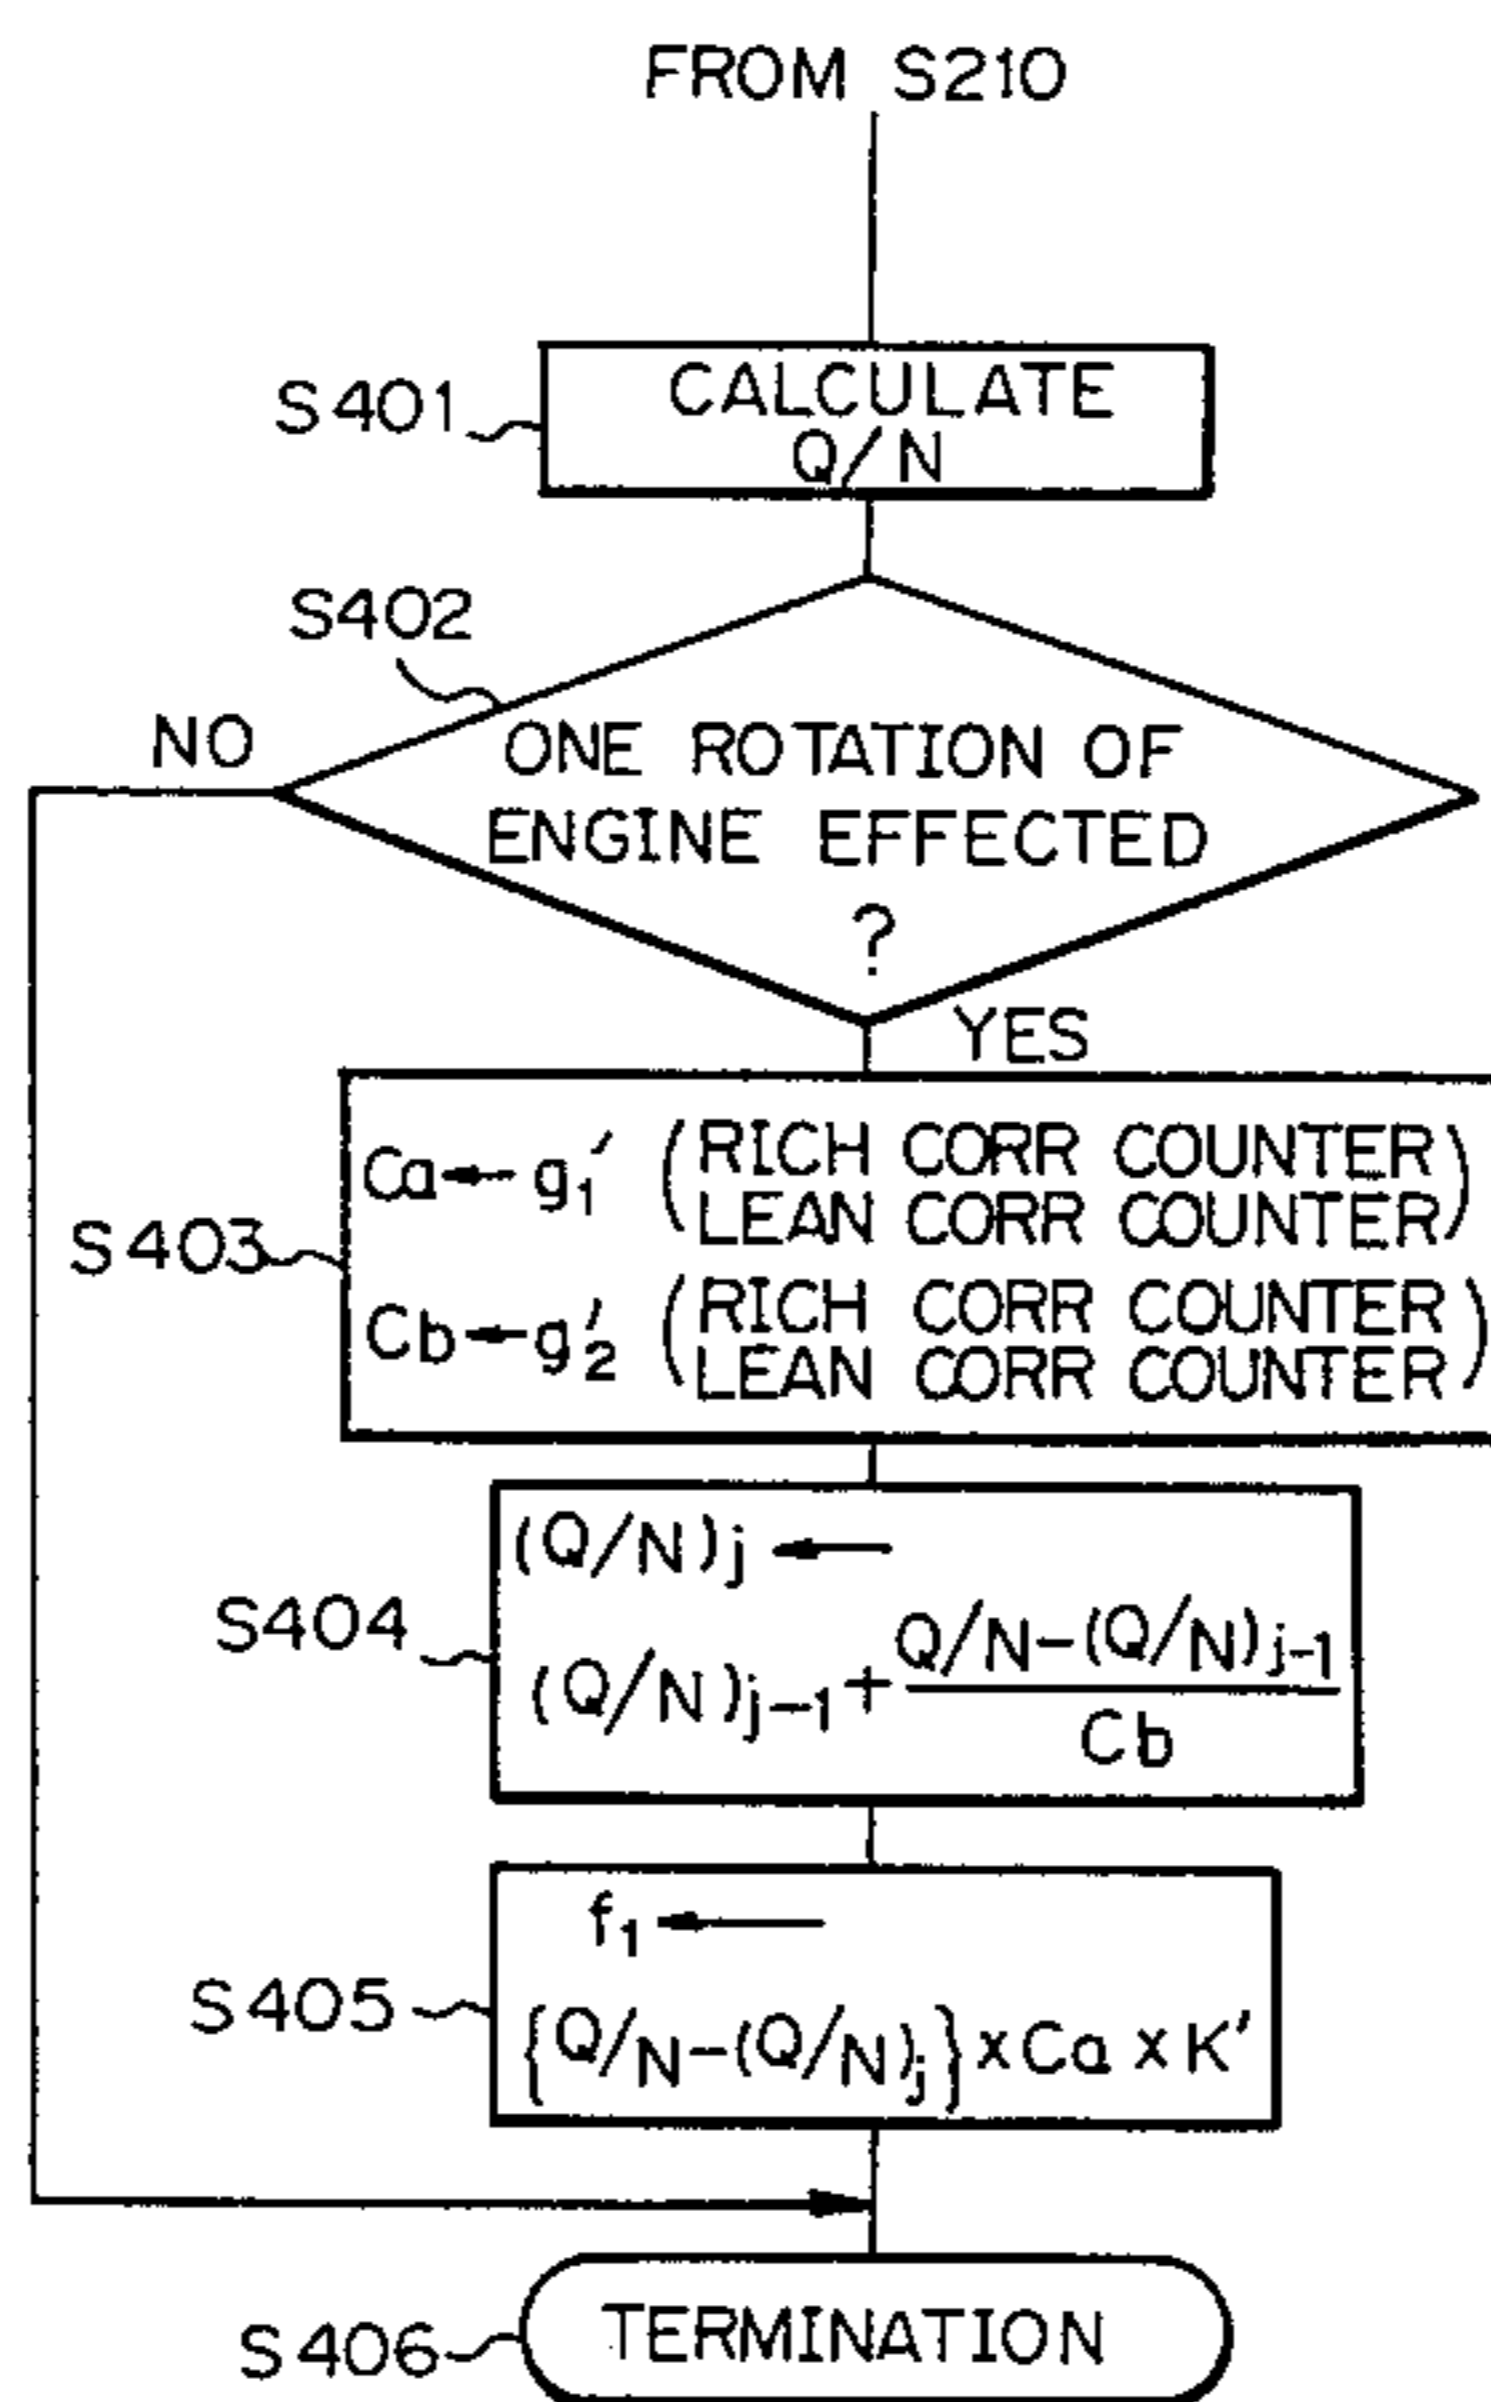 FROM S210
S401
CALCULATE
Q/N
S402
NO
ONE ROTATION OF
ENGINE EFFECTED
?
YES
S403
Ca ← g₁′ (RICH CORR COUNTER
LEAN CORR COUNTER)
Cb ← g₂′ (RICH CORR COUNTER
LEAN CORR COUNTER)
S404
(Q/N)j ←
(Q/N)j-1 + Q/N-(Q/N)j-1
Cb
S405
f₁ ←
{Q/N-(Q/N)j} x Ca x K′
S406
TERMINATION